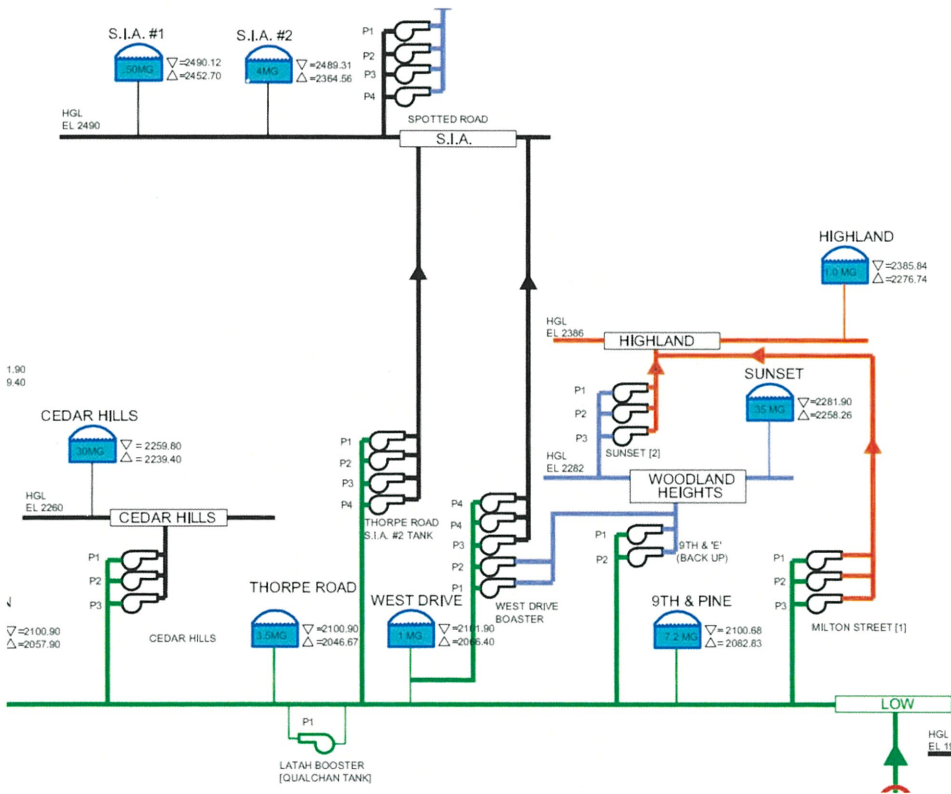 S.I.A. #1
.50MG
▽=2490.12
△=2452.70
S.I.A. #2
4MG
▽=2489.31
△=2364.56
P1
P2
P3
P4
SPOTTED ROAD
HGL
EL 2490
S.I.A.
HIGHLAND
1.0 MG
▽=2385.84
△=2276.74
HGL
EL 2386
HIGHLAND
1.90
9.40
P1
P2
P3
SUNSET [2]
SUNSET
35 MG
▽=2281.90
△=2258.26
CEDAR HILLS
30MG
▽ = 2259.80
△ = 2239.40
HGL
EL 2260
CEDAR HILLS
P1
P2
P3
P4
THORPE ROAD
S.I.A. #2 TANK
HGL
EL 2282
WOODLAND
HEIGHTS
P4
P4
P3
P2
P1
WEST DRIVE
BOASTER
P1
P2
9TH & 'E'
(BACK UP)
P1
P2
P3
CEDAR HILLS
P1
P2
P3
MILTON STREET [1]
N
▽=2100.90
△=2057.90
THORPE ROAD
3.5MG
▽=2100.90
△=2046.67
WEST DRIVE
1 MG
▽=2101.90
△=2066.40
9TH & PINE
7.2 MG
▽= 2100.68
△= 2082.83
LOW
P1
LATAH BOOSTER
[QUALCHAN TANK]
HGL
EL 19